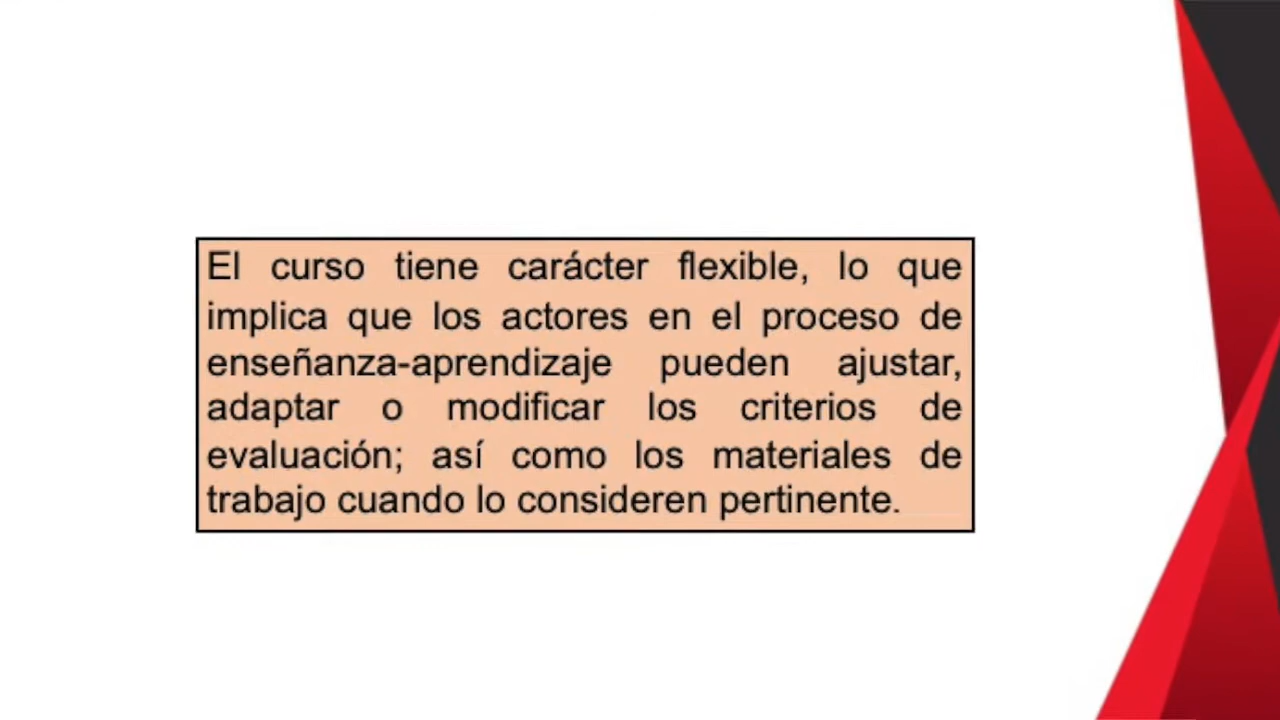 El curso tiene carácter flexible, lo que
implica que los actores en el proceso de
enseñanza-aprendizaje pueden ajustar,
adaptar o modificar los criterios de
evaluación; así como los materiales de
trabajo cuando lo consideren pertinente.